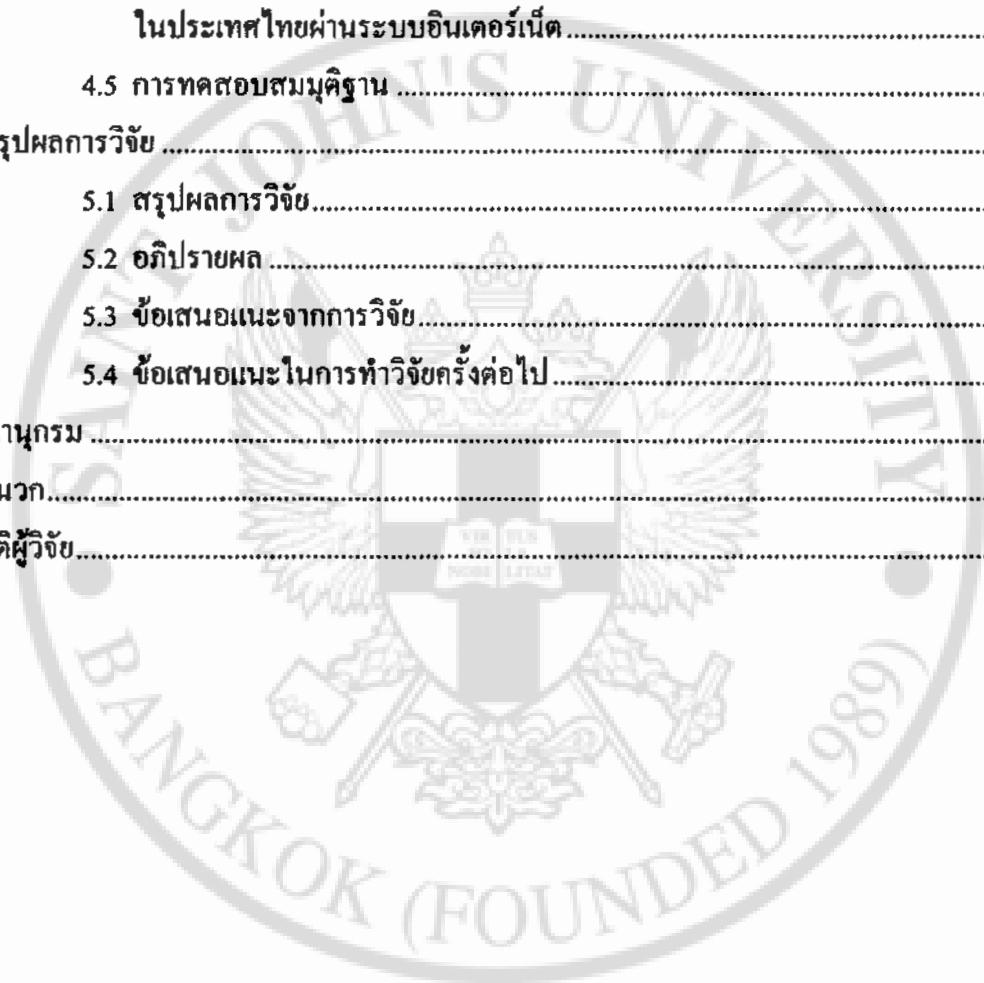 ในประเทศไทยผ่านระบบอินเตอร์เน็ต ........................................................
4.5 การทดสอบสมมุติฐาน ........................................................
รุปผลการวิจัย ........................................................
5.1 สรุปผลการวิจัย ........................................................
5.2 อภิปรายผล ........................................................
5.3 ข้อเสนอแนะจากการวิจัย ........................................................
5.4 ข้อเสนอแนะในการทำวิจัยครั้งต่อไป ........................................................
านุกรม ........................................................
นวก ........................................................
ติผู้วิจัย ........................................................
SAINT JOHN'S UNIVERSITY
BANGKOK (FOUNDED 1989)